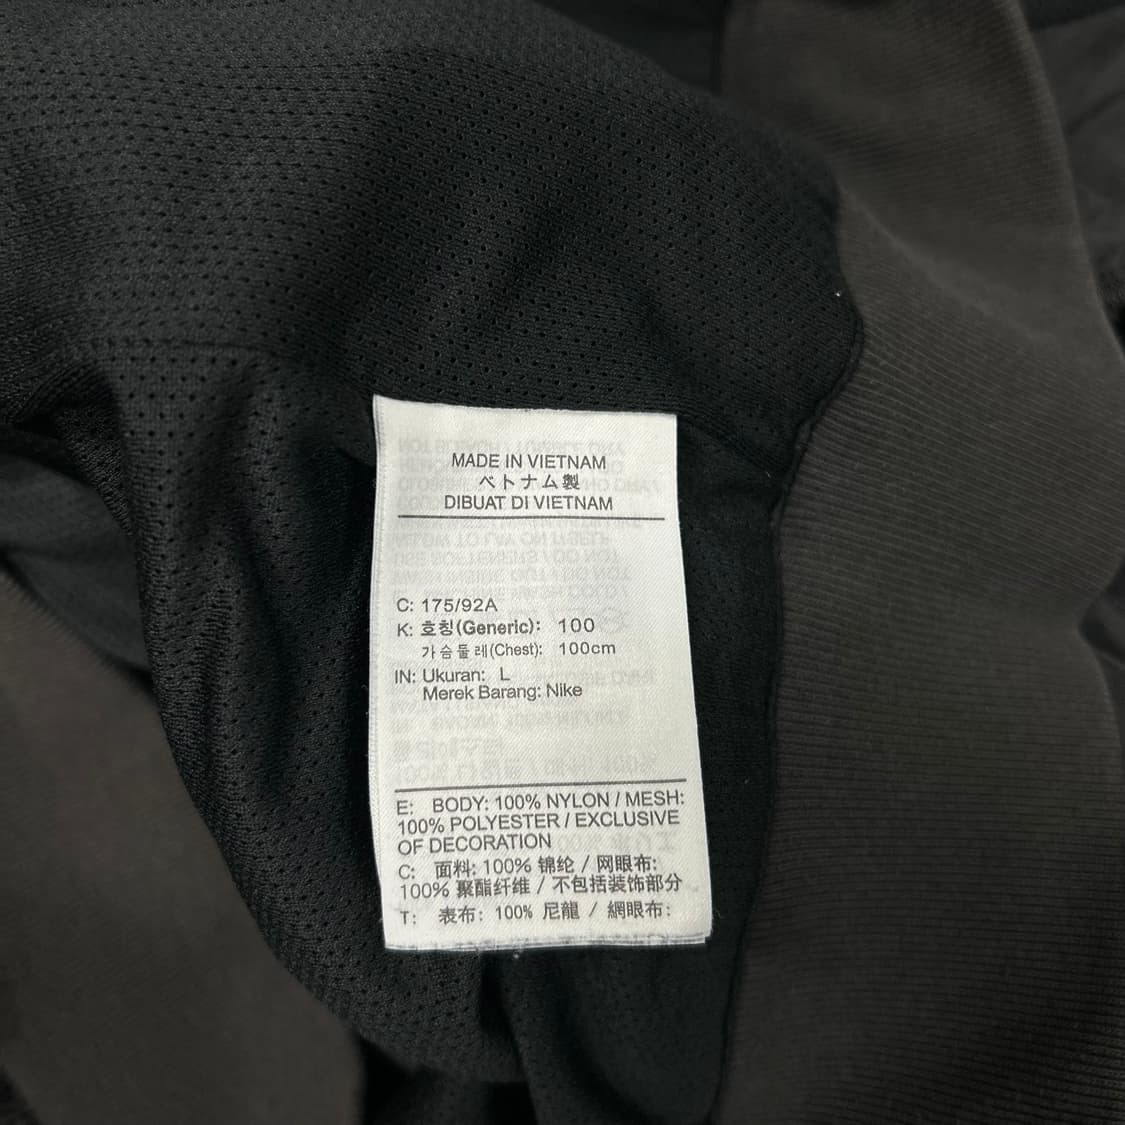 MADE IN VIETNAM
ベトナム製
DIBUAT DI VIETNAM
C: 175/92A
K: 호칭(Generic): 100
가슴둘레(Chest): 100cm
IN: Ukuran: L
Merek Barang: Nike
E: BODY: 100% NYLON / MESH:
100% POLYESTER / EXCLUSIVE
OF DECORATION
C: 面料: 100% 锦纶 / 网眼布:
100% 聚酯纤维 / 不包括装饰部分
T: 表布: 100% 尼龍 / 網眼布: